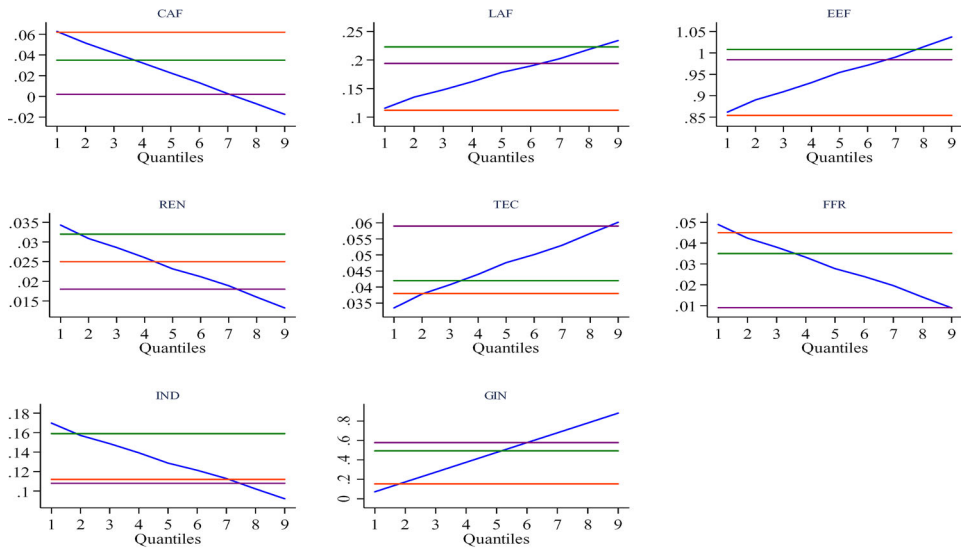 CAF
.06
.04
.02
0
-.02
1 2 3 4 5 6 7 8 9
Quantiles
LAF
.25
.2
.15
.1
1 2 3 4 5 6 7 8 9
Quantiles
EEF
1.05
1
.95
.9
.85
1 2 3 4 5 6 7 8 9
Quantiles
REN
.035
.03
.025
.02
.015
1 2 3 4 5 6 7 8 9
Quantiles
TEC
.06
.055
.05
.045
.04
.035
1 2 3 4 5 6 7 8 9
Quantiles
FFR
.05
.04
.03
.02
.01
1 2 3 4 5 6 7 8 9
Quantiles
IND
.18
.16
.14
.12
.1
1 2 3 4 5 6 7 8 9
Quantiles
GIN
.8
.6
.4
.2
0
1 2 3 4 5 6 7 8 9
Quantiles